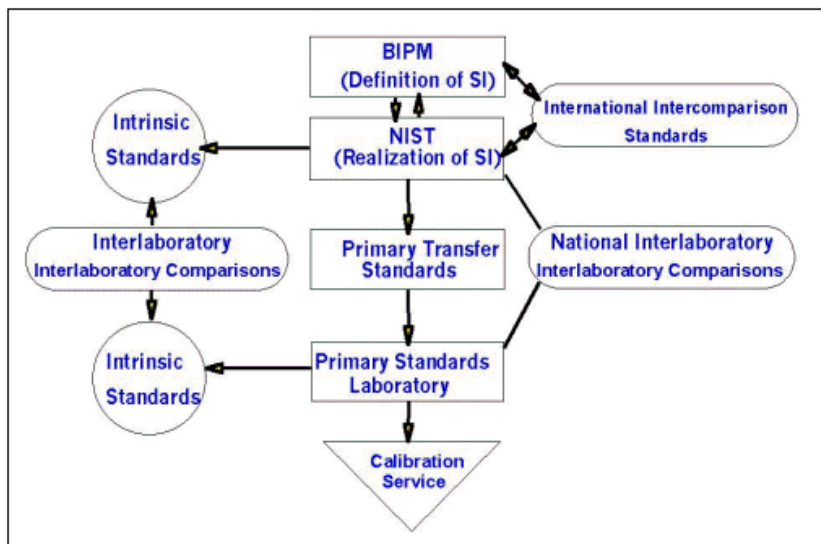 BIPM
(Definition of SI)
International Intercomparison
Standards
Intrinsic
Standards
NIST
(Realization of SI)
Interlaboratory
Interlaboratory Comparisons
Primary Transfer
Standards
National Interlaboratory
Interlaboratory Comparisons
Intrinsic
Standards
Primary Standards
Laboratory
Calibration
Service